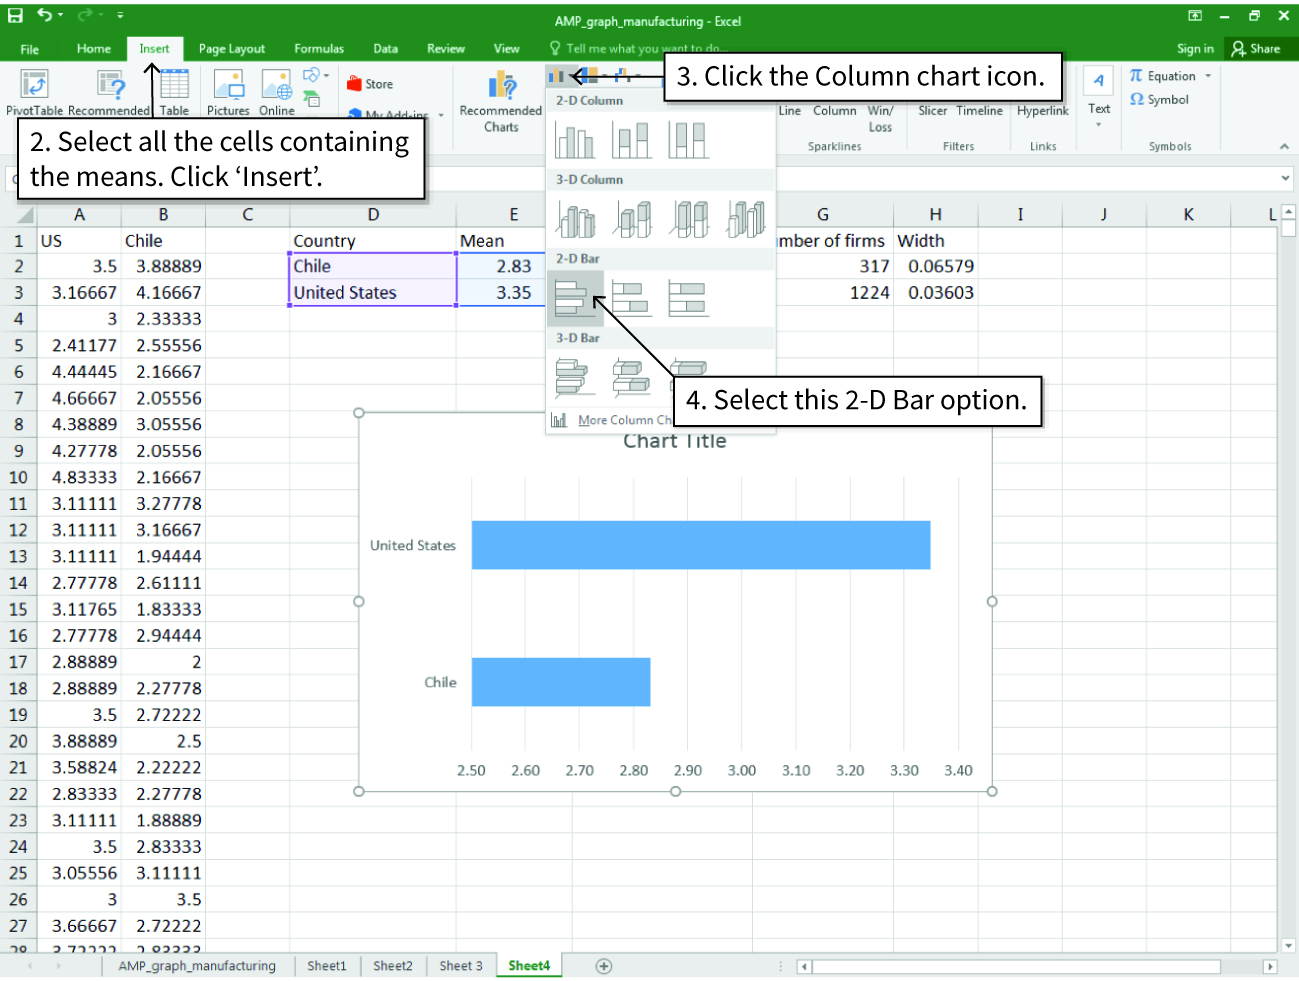 AMP_graph_manufacturing - Excel
File Home Insert Page Layout Formulas Data Review View Tell me what you want to do... Sign in Share
3. Click the Column chart icon.
PivotTable Recommended Table Pictures Online
Store
My Add-ins
Recommended
Charts
Line Column Win/
Loss
Sparklines
Slicer Timeline
Filters
Hyperlink
Links
Text
Equation
Symbol
Symbols
2. Select all the cells containing
the means. Click ‘Insert’.
2-D Column
3-D Column
2-D Bar
3-D Bar
More Column Ch
4. Select this 2-D Bar option.
A B C D E G H I J K L
1 US Chile Country Mean mber of firms Width
2 3.5 3.88889 Chile 2.83 317 0.06579
3 3.16667 4.16667 United States 3.35 1224 0.03603
4 3 2.33333
5 2.41177 2.55556
6 4.44445 2.16667
7 4.66667 2.05556
8 4.38889 3.05556
9 4.27778 2.05556
10 4.83333 2.16667
11 3.11111 3.27778
12 3.11111 3.16667
13 3.11111 1.94444
14 2.77778 2.61111
15 3.11765 1.83333
16 2.77778 2.94444
17 2.88889 2
18 2.88889 2.27778
19 3.5 2.72222
20 3.88889 2.5
21 3.58824 2.22222
22 2.83333 2.27778
23 3.11111 1.88889
24 3.5 2.83333
25 3.05556 3.11111
26 3 3.5
27 3.66667 2.72222
28 3.72222 2.83333
Chart Title
United States
Chile
2.50 2.60 2.70 2.80 2.90 3.00 3.10 3.20 3.30 3.40
AMP_graph_manufacturing Sheet1 Sheet2 Sheet 3 Sheet4